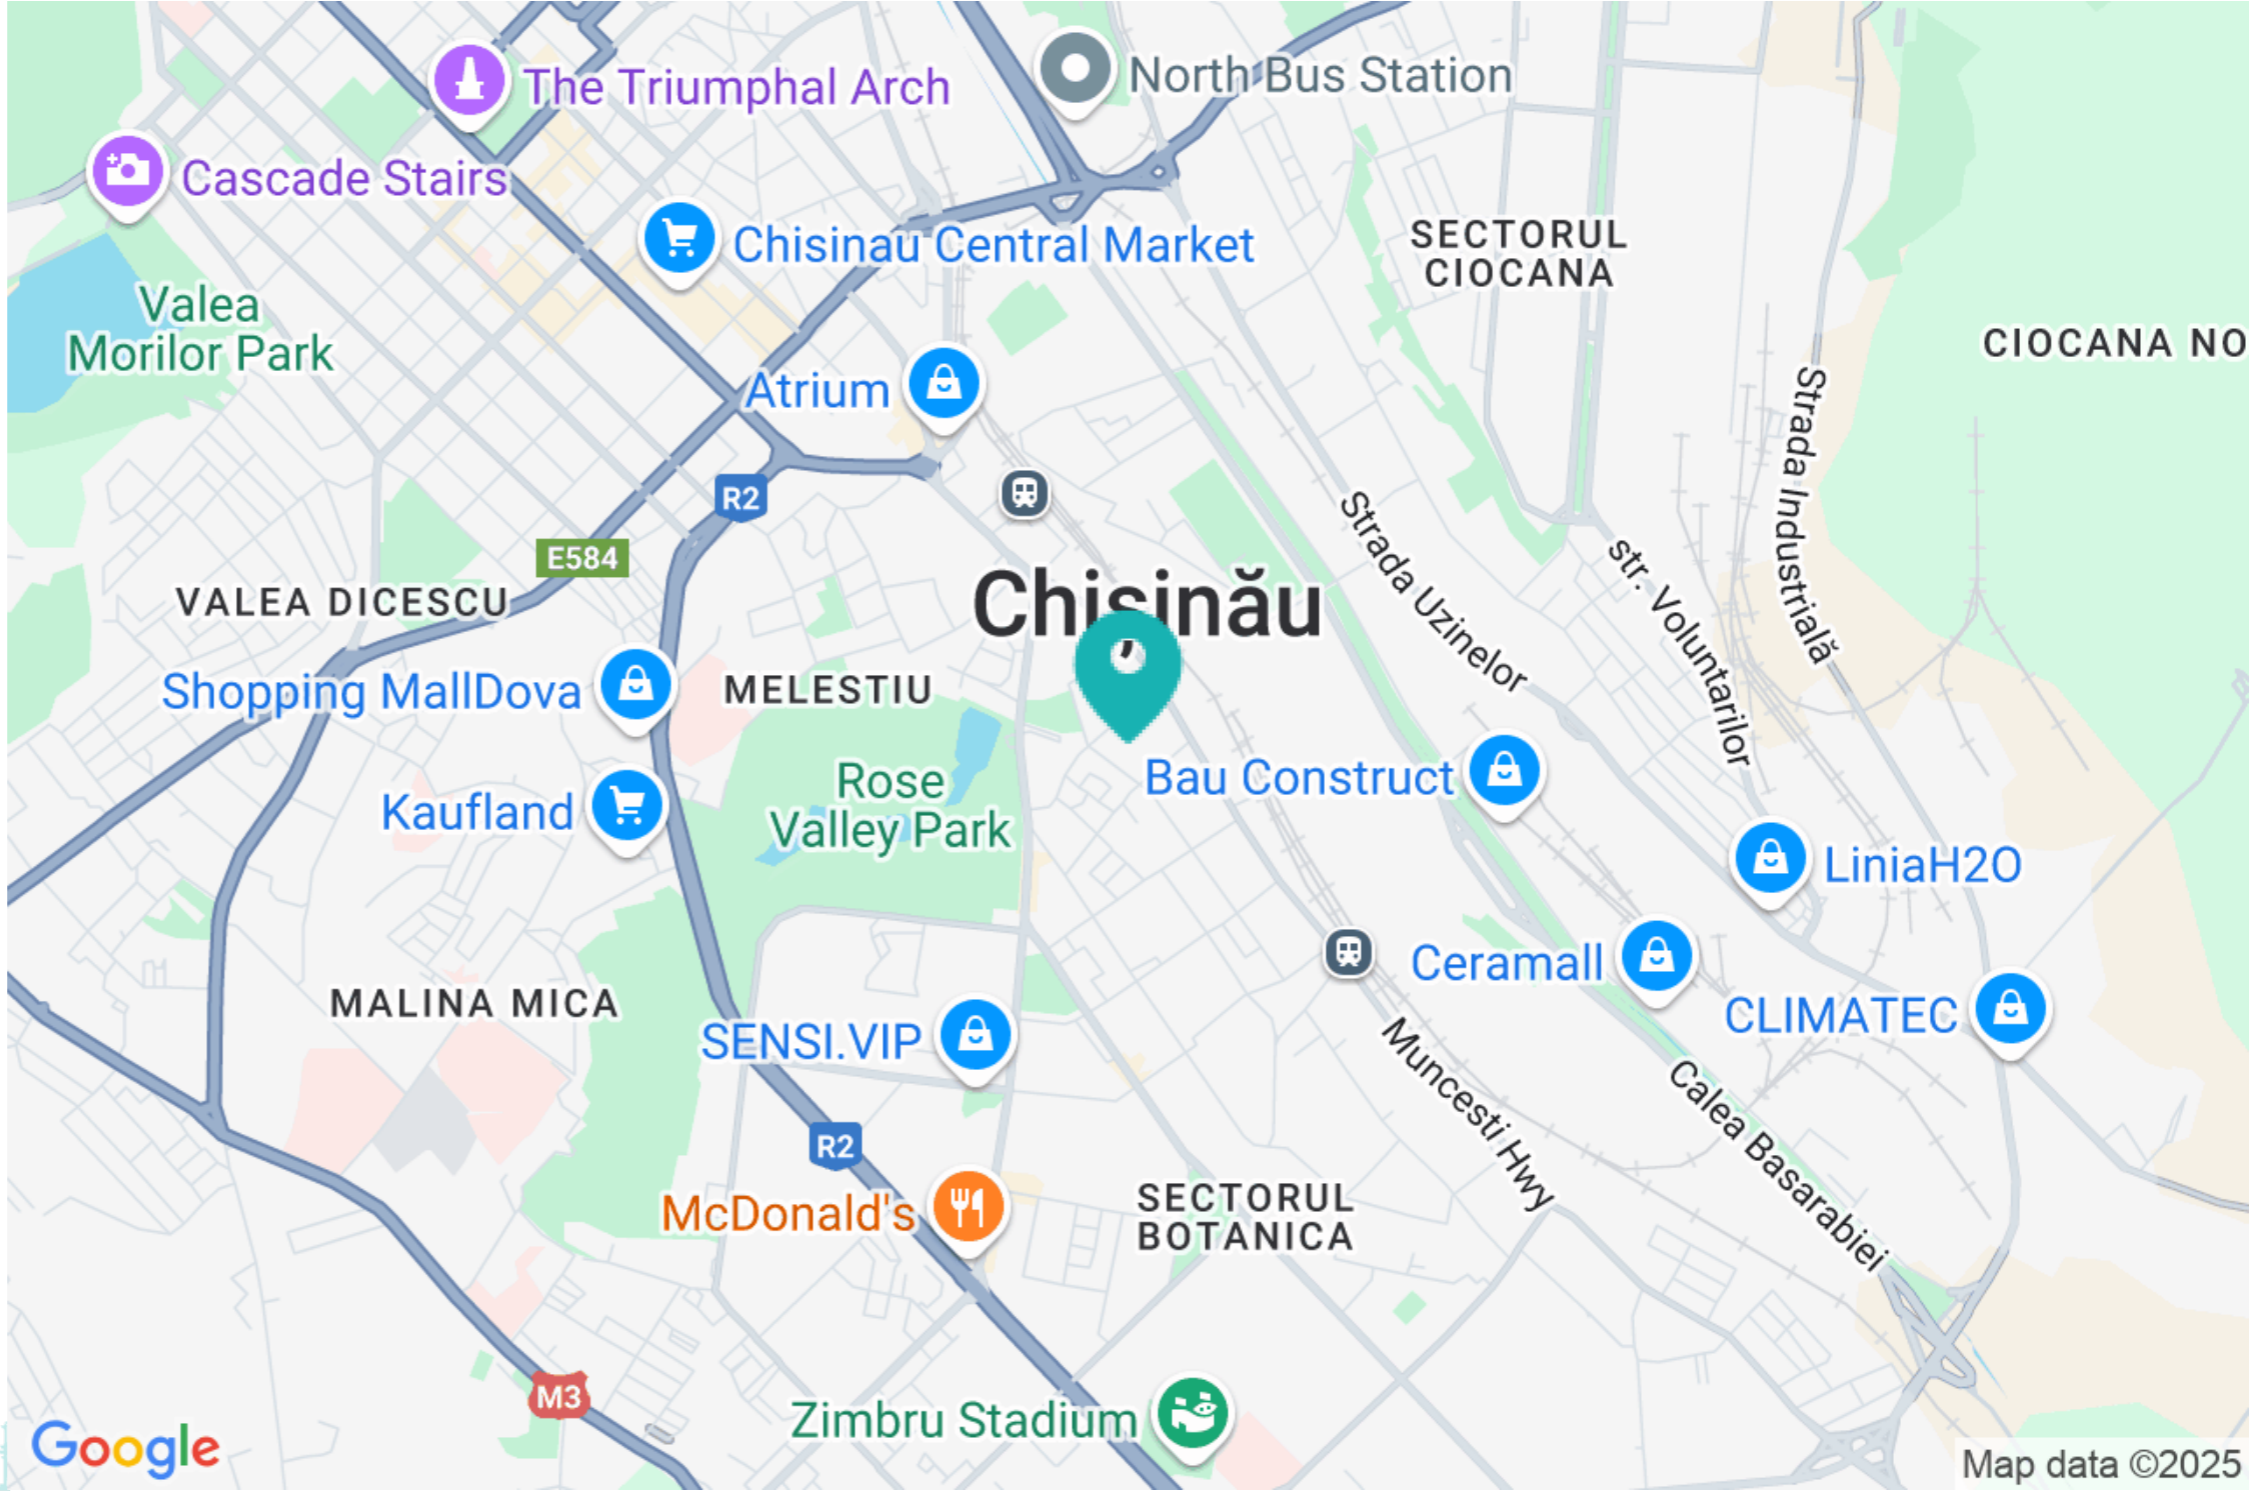 The Triumphal Arch
North Bus Station
Cascade Stairs
Chisinau Central Market
SECTORUL
CIOCANA
Valea
Morilor Park
CIOCANA NO
Atrium
Strada Industrială
R2
Strada Uzinelor
str. Voluntarilor
E584
Chișinău
VALEA DICESCU
Shopping MallDova
MELESTIU
Bau Construct
Rose
Valley Park
Kaufland
LiniaH2O
Ceramall
MALINA MICA
CLIMATEC
SENSI.VIP
Muncesti Hwy
Calea Basarabiei
R2
McDonald's
SECTORUL
BOTANICA
M3
Zimbru Stadium
Google
Map data ©2025